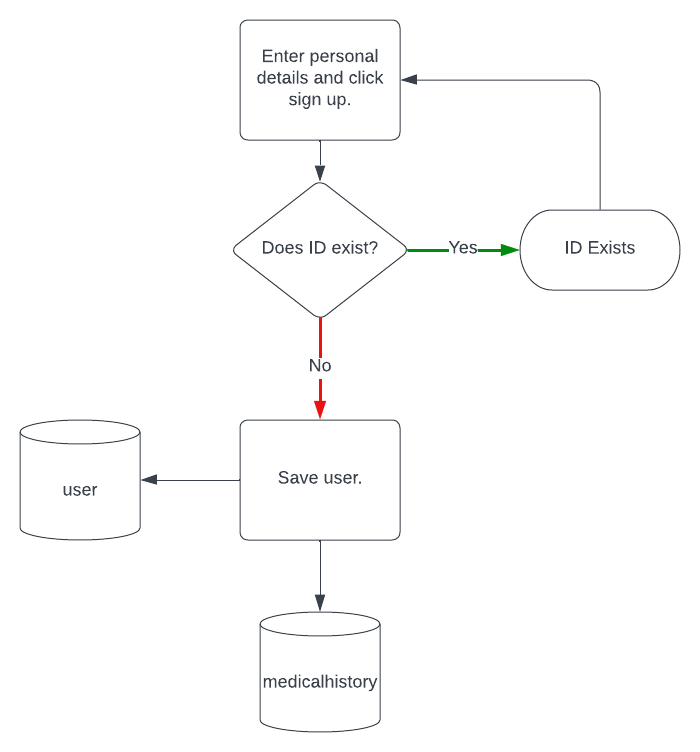 Enter personal
details and click
sign up.
Does ID exist?
Yes
ID Exists
No
user
Save user.
medicalhistory